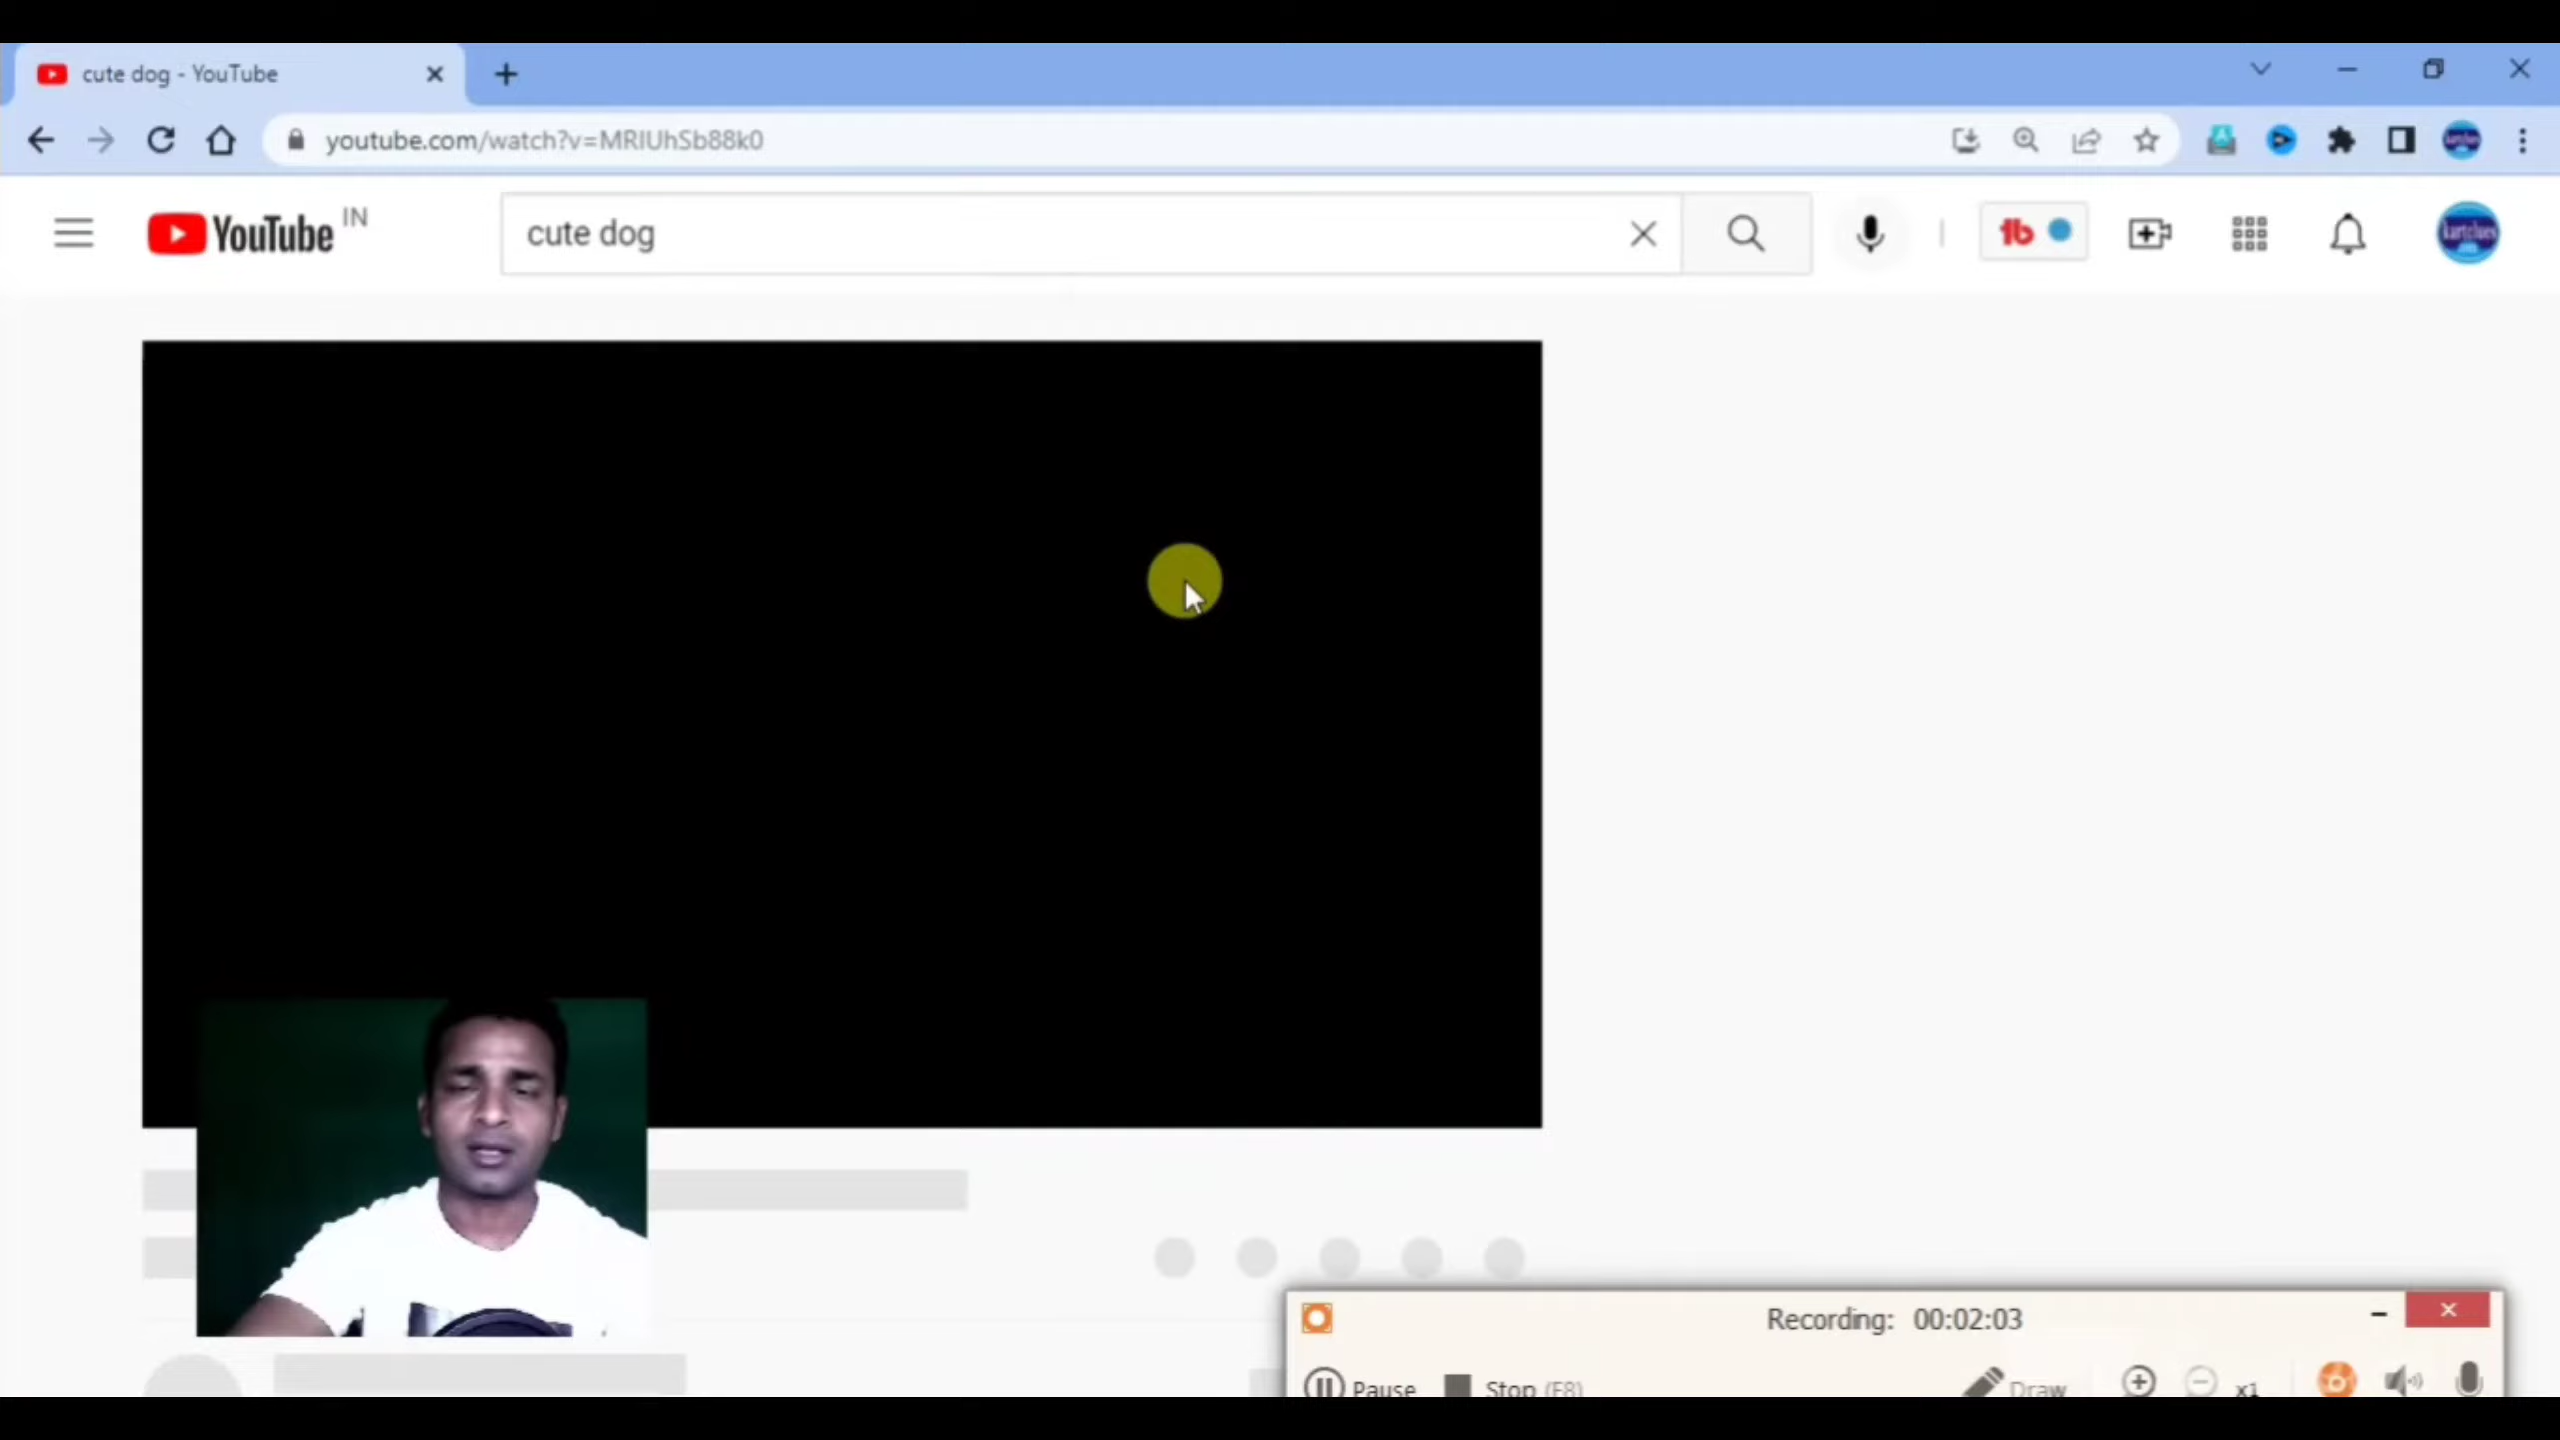 cute dog - YouTube
youtube.com/watch?v=MRIUhSb88k0
YouTube IN
cute dog
kartclues
Recording: 00:02:03
Pause
Stop (F8)
Draw
x1